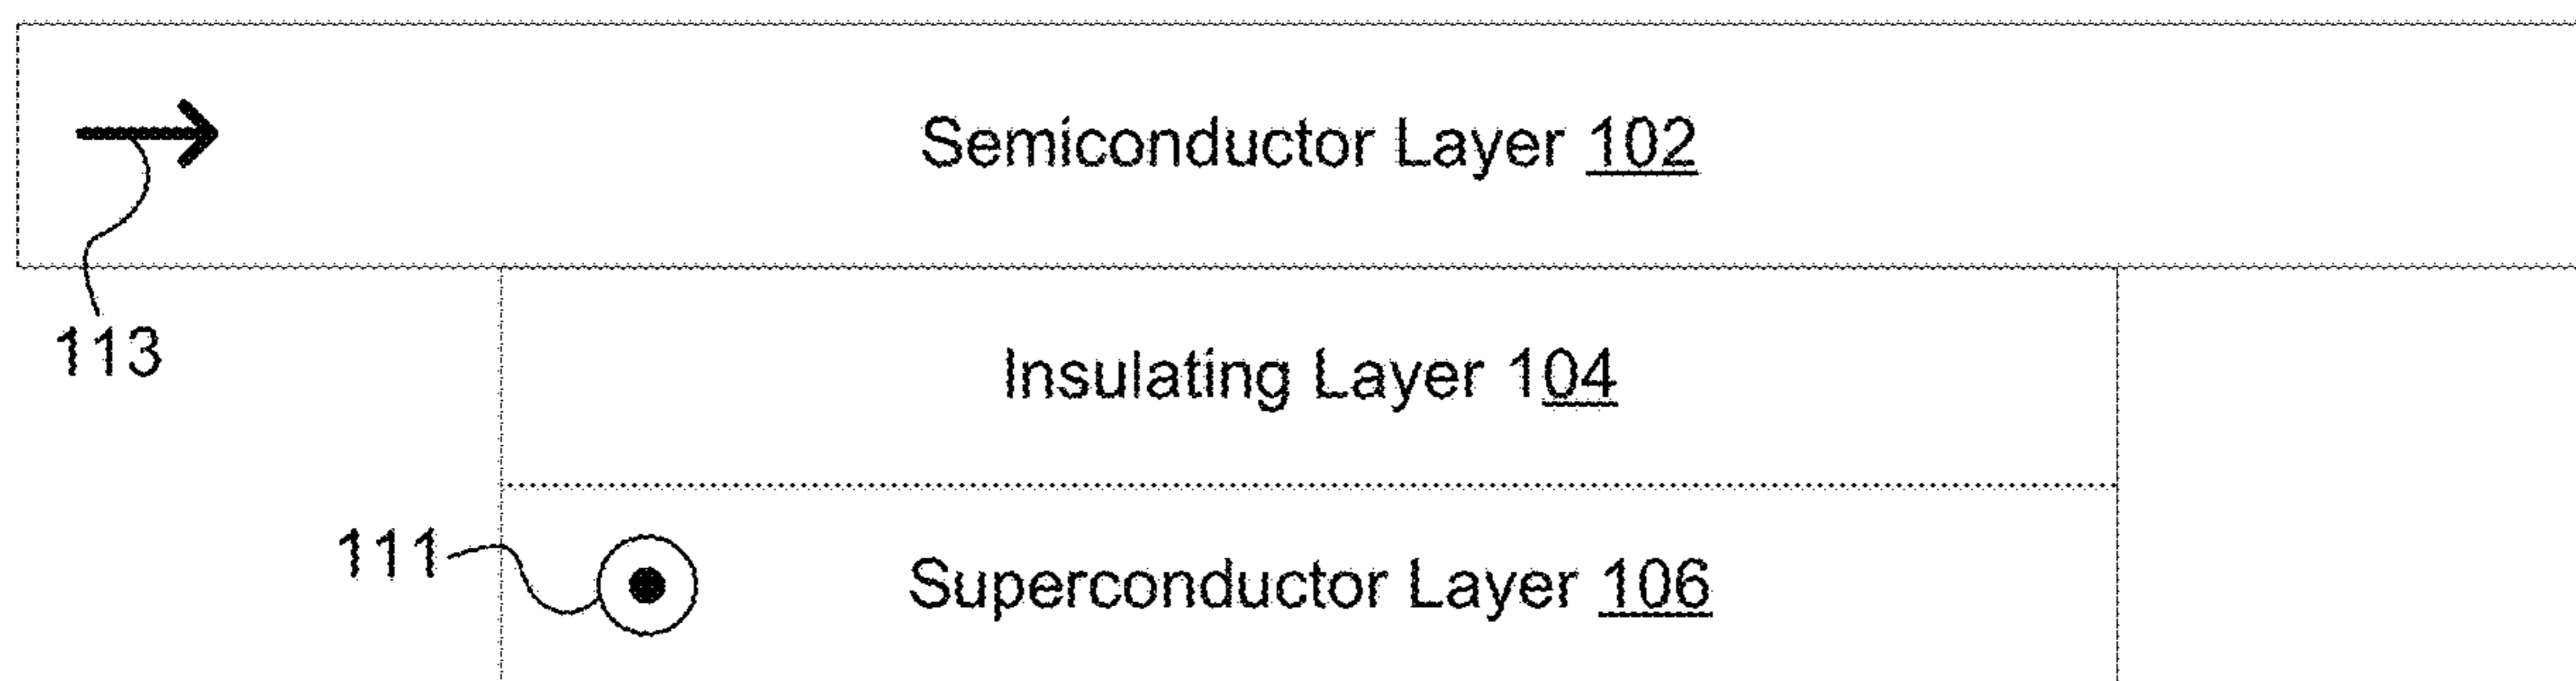 Semiconductor Layer 102
113
Insulating Layer 104
111
Superconductor Layer 106